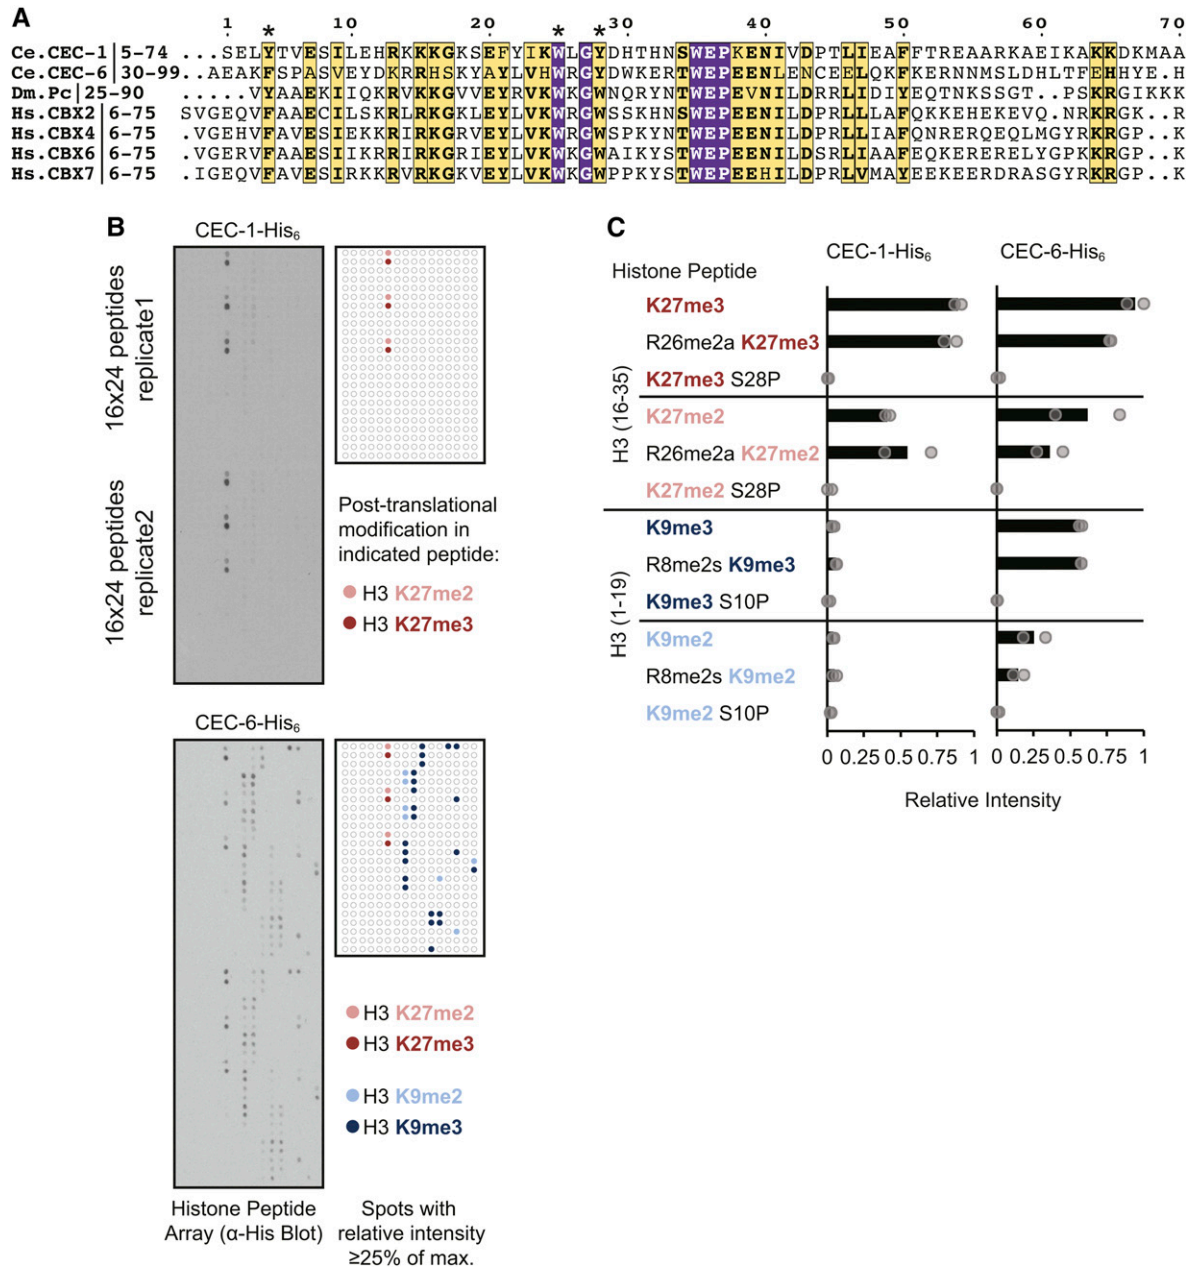 A
1 10 20 30 40 50 60 70
* * *
Ce.CEC-1|5-74 ...SELYTVESILEHRKKKGKSEFYIKWLGYDHTHNSWEPKENIVDPTLIEAFFTREAARKAEIKAKKDKMAA
Ce.CEC-6|30-99..AEAKFSPASVEYDKRRHSKYAYLVHWRGYDWKERTWEPEENLENCEELQKFKERNNMSLDHLTFEHHYE.H
Dm.Pc|25-90 .....VYAAEKIIQKRVKKGVVEYRVKWKGWNQRYNTWEPEVNILDRRLIDIYEQTNKSSGT..PSKRGIKKK
Hs.CBX2|6-75 SVGEQVFAAECILSKRLRKGKLEYLVKWRGWSSKHNSWEPEENILDPRLLLAFQKKEHEKEVQ.NRKRGK..R
Hs.CBX4|6-75 .VGEHVFAVESIEKKRIRKGRVEYLVKWRGWSPKYNTWEPEENILDPRLLIAFQNRERQEQLMGYRKRGP..K
Hs.CBX6|6-75 .VGERVFAAESIIKRRIRKGRIEYLVKWKGWAIKYSTWEPEENILDSRLIAAFEQKERERELYGPKKRGP..K
Hs.CBX7|6-75 .IGEQVFAVESIRKKRVRKGKVEYLVKWKGWPPKYSTWEPEEHILDPRLVMAYEEKEERDRASGYRKRGP..K
B
CEC-1-His6
16x24 peptides
replicate1
16x24 peptides
replicate2
Post-translational
modification in
indicated peptide:
H3 K27me2
H3 K27me3
CEC-6-His6
H3 K27me2
H3 K27me3
H3 K9me2
H3 K9me3
Histone Peptide
Array (α-His Blot)
Spots with
relative intensity
≥25% of max.
C
CEC-1-His6 CEC-6-His6
Histone Peptide
H3 (16-35)
K27me3
R26me2a K27me3
K27me3 S28P
K27me2
R26me2a K27me2
K27me2 S28P
H3 (1-19)
K9me3
R8me2s K9me3
K9me3 S10P
K9me2
R8me2s K9me2
K9me2 S10P
0 0.25 0.5 0.75 1 0 0.25 0.5 0.75 1
Relative Intensity